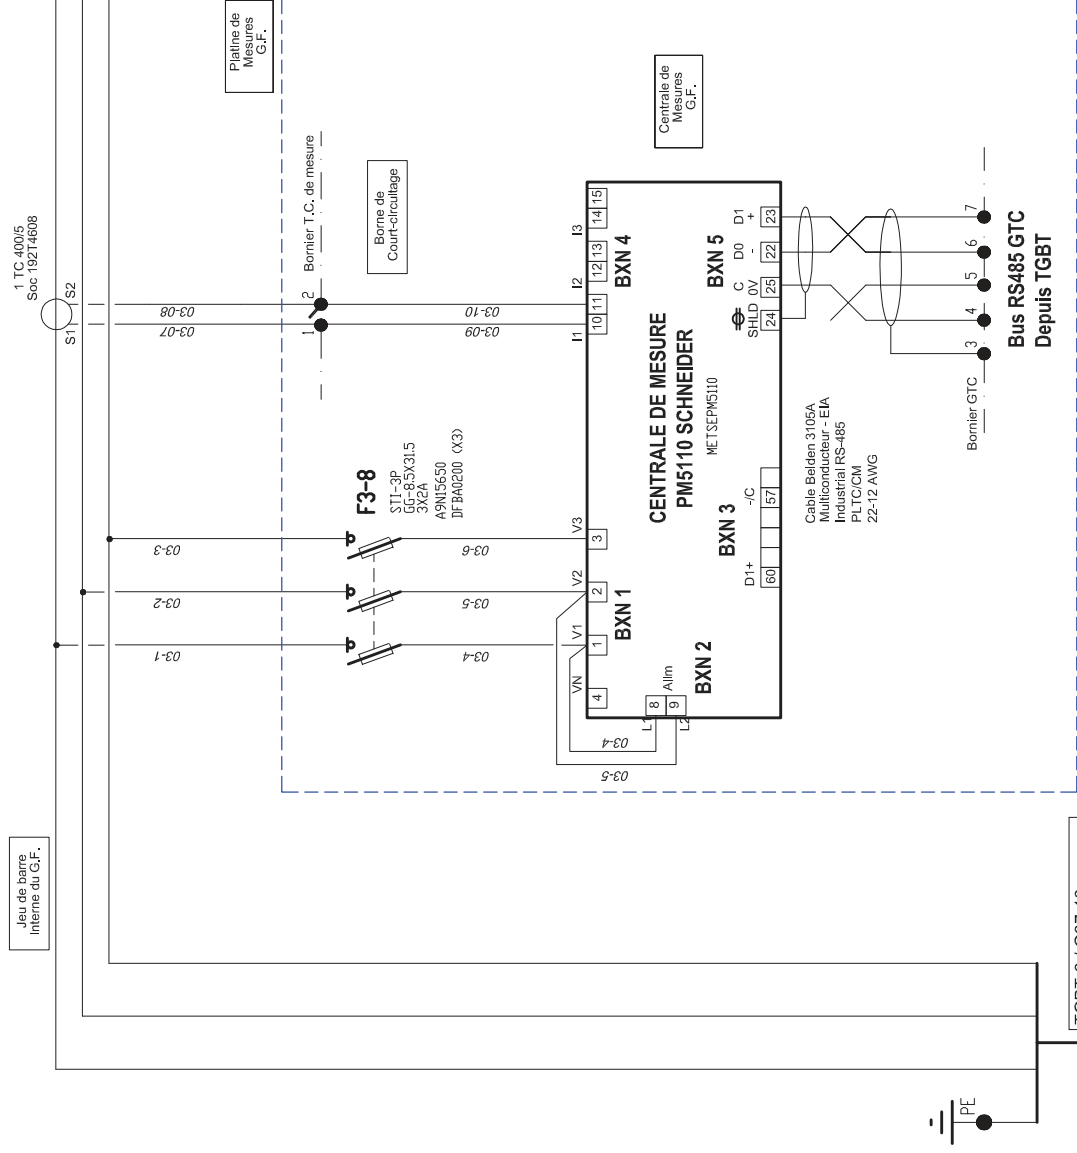 Jeu de barre
Interne du G.F.
1 TC 400/5
Soc 192T4608
S1
S2
Platine de
Mesures
G.F.
03-1
03-2
03-3
03-07
03-08
Bornier T.C. de mesure
1
2
Borne de
Court-circuitage
F3-8
STI-3P
GG-8.5X31.5
3X2A
A9N15650
DFBA0200 (X3)
03-4
03-5
03-6
03-09
03-10
VN
V1
V2
V3
I1
I2
I3
4
1
2
3
10
11
12
13
14
15
BXN 1
BXN 4
03-5
03-4
L1
L2
8
9
Alim
BXN 2
CENTRALE DE MESURE
PM5110 SCHNEIDER
METSEPM5110
Centrale de
Mesures
G.F.
BXN 3
D1+
-/C
60
57
BXN 5
SHLD
C
0V
D0
-
D1
+
24
25
22
23
Cable Belden 3105A
Multiconducteur - EIA
Industrial RS-485
PLTC/CM
22-12 AWG
Bornier GTC
3
4
5
6
7
Bus RS485 GTC
Depuis TGBT
PE